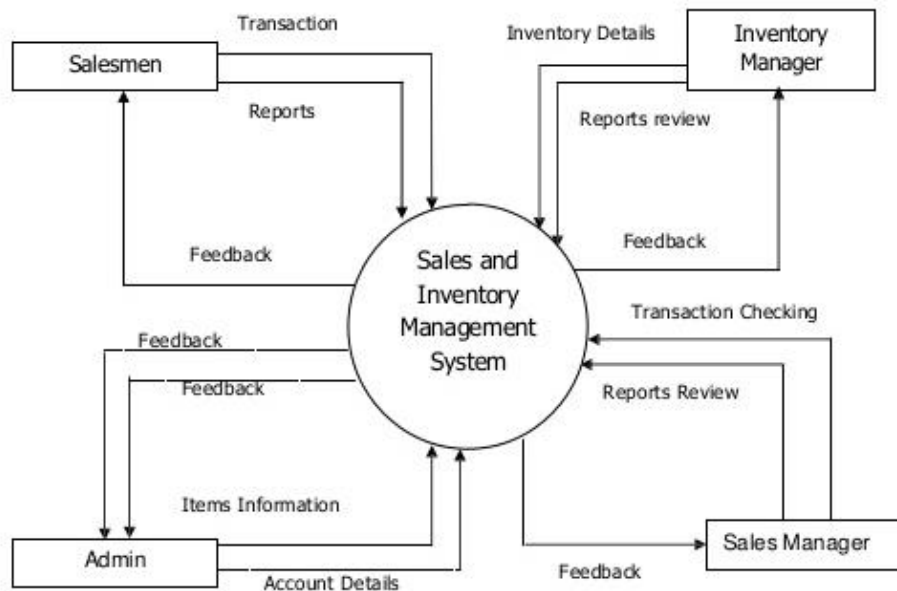 Transaction
Salesmen
Reports
Feedback
Inventory Details
Inventory
Manager
Reports review
Feedback
Sales and
Inventory
Management
System
Transaction Checking
Reports Review
Feedback
Feedback
Items Information
Admin
Account Details
Sales Manager
Feedback